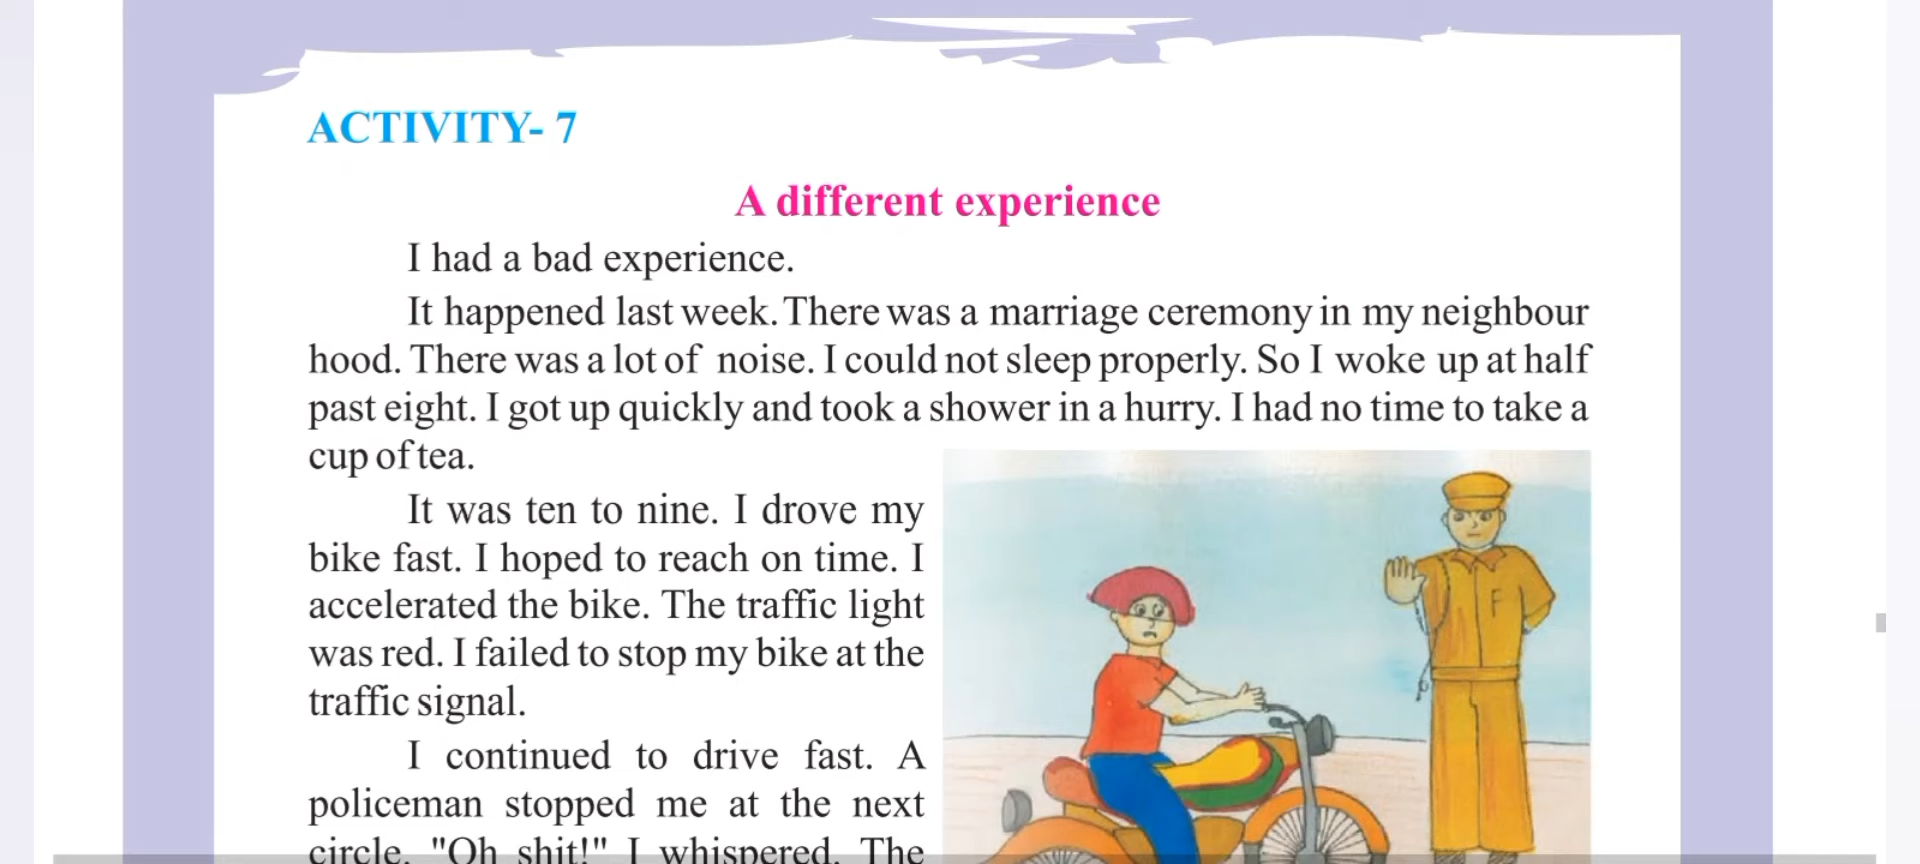 ACTIVITY- 7
A different experience
I had a bad experience.
It happened last week. There was a marriage ceremony in my neighbour
hood. There was a lot of noise. I could not sleep properly. So I woke up at half
past eight. I got up quickly and took a shower in a hurry. I had no time to take a
cup of tea.
It was ten to nine. I drove my
bike fast. I hoped to reach on time. I
accelerated the bike. The traffic light
was red. I failed to stop my bike at the
traffic signal.
I continued to drive fast. A
policeman stopped me at the next
circle. "Oh shit!" I whispered. The